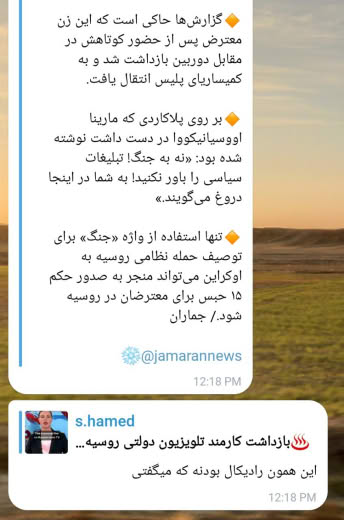 🔶گزارش‌ها حاکی است که این زن
معترض پس از حضور کوتاهش در
مقابل دوربین بازداشت شد و به
کمیساریای پلیس انتقال یافت.
🔶بر روی پلاکاردی که مارینا
اووسیانیکووا در دست داشت نوشته
شده بود: «نه به جنگ! تبلیغات
سیاسی را باور نکنید! به شما در اینجا
دروغ می‌گویند.»
🔶تنها استفاده از واژه «جنگ» برای
توصیف حمله نظامی روسیه به
اوکراین می‌تواند منجر به صدور حکم
۱۵ حبس برای معترضان در روسیه
شود./ جماران
❄️@jamarannews
12:18 PM
s.hamed
♨️بازداشت کارمند تلویزیون دولتی روسیه...
این همون رادیکال بودنه که میگفتی
12:18 PM